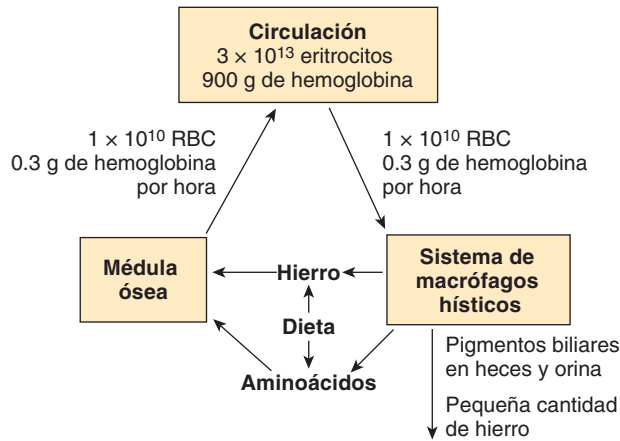 Circulación
3 × 10¹³ eritrocitos
900 g de hemoglobina
1 × 10¹⁰ RBC
0.3 g de hemoglobina
por hora
1 × 10¹⁰ RBC
0.3 g de hemoglobina
por hora
Médula
ósea
Hierro
Sistema de
macrófagos
hísticos
Dieta
Aminoácidos
Pigmentos biliares
en heces y orina
Pequeña cantidad
de hierro